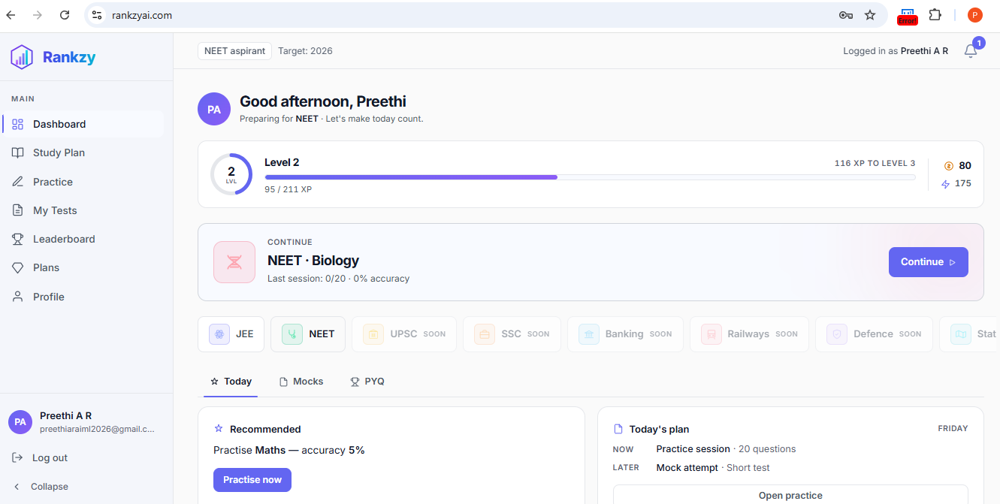 rankzyai.com
Error!
P
Rankzy
NEET aspirant
Target: 2026
Logged in as Preethi A R
1
MAIN
Dashboard
Study Plan
Practice
My Tests
Leaderboard
Plans
Profile
PA
Preethi A R
preethiaraiml2026@gmail.c...
Log out
Collapse
PA
Good afternoon, Preethi
Preparing for NEET · Let's make today count.
2
LVL
Level 2
116 XP TO LEVEL 3
95 / 211 XP
80
175
CONTINUE
NEET · Biology
Last session: 0/20 · 0% accuracy
Continue
JEE
NEET
UPSC SOON
SSC SOON
Banking SOON
Railways SOON
Defence SOON
Stat
Today
Mocks
PYQ
Recommended
Practise Maths — accuracy 5%
Practise now
Today's plan
FRIDAY
NOW Practice session · 20 questions
LATER Mock attempt · Short test
Open practice